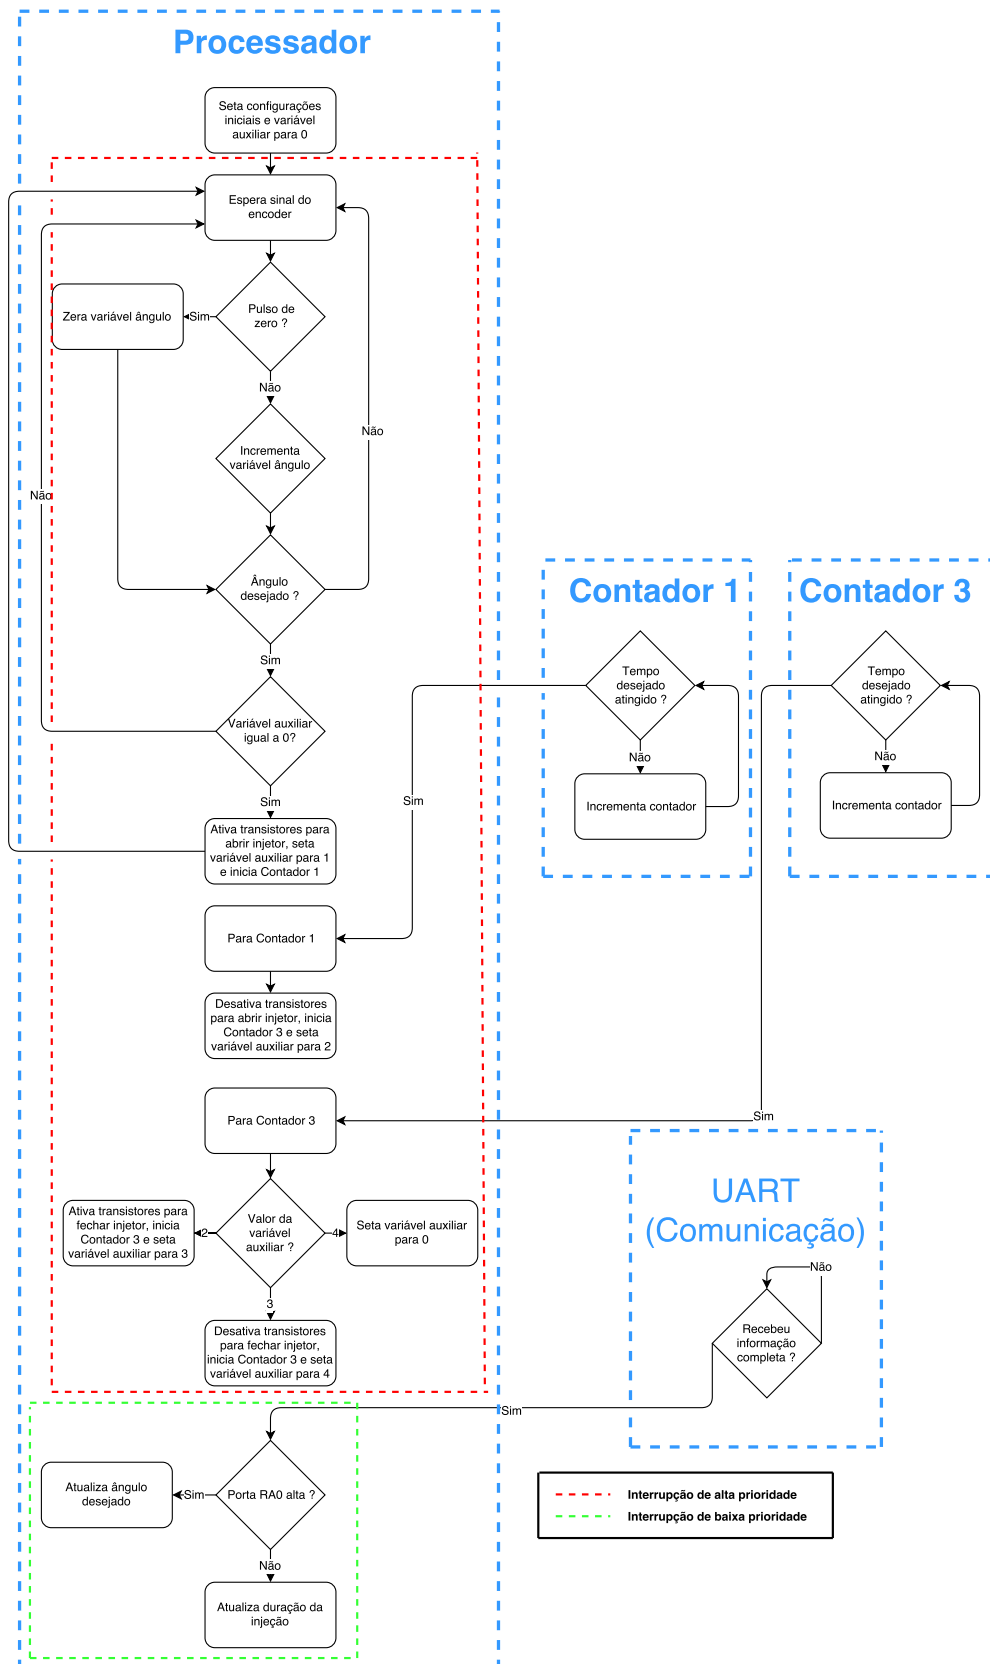 Processador
Seta configurações
iniciais e variável
auxiliar para 0
Espera sinal do
encoder
Pulso de
zero ?
Sim
Zera variável ângulo
Não
Incrementa
variável ângulo
Não
Não
Ângulo
desejado ?
Sim
Variável auxiliar
igual a 0?
Sim
Ativa transistores para
abrir injetor, seta
variável auxiliar para 1
e inicia Contador 1
Para Contador 1
Desativa transistores
para abrir injetor, inicia
Contador 3 e seta
variável auxiliar para 2
Para Contador 3
Valor da
variável
auxiliar ?
2
Ativa transistores para
fechar injetor, inicia
Contador 3 e seta
variável auxiliar para 3
4
Seta variável auxiliar
para 0
3
Desativa transistores
para fechar injetor,
inicia Contador 3 e seta
variável auxiliar para 4
Contador 1
Tempo
desejado
atingido ?
Sim
Não
Incrementa contador
Contador 3
Tempo
desejado
atingido ?
Não
Incrementa contador
Sim
UART
(Comunicação)
Não
Recebeu
informação
completa ?
Sim
Porta RA0 alta ?
Sim
Atualiza ângulo
desejado
Não
Atualiza duração da
injeção
Interrupção de alta prioridade
Interrupção de baixa prioridade